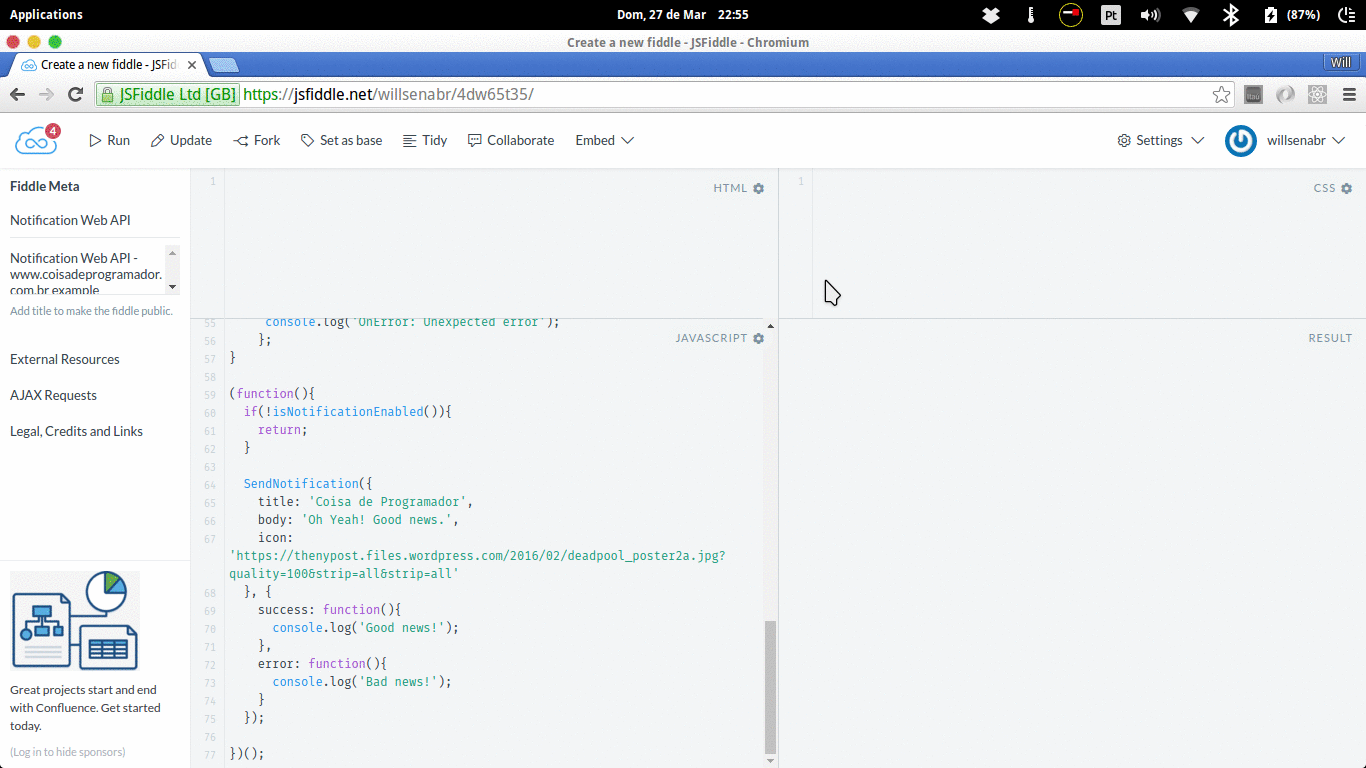 Applications
Dom, 27 de Mar 22:55
Pt
(87%)
Create a new fiddle - JSFiddle - Chromium
Create a new fiddle - JSFid
Will
JSFiddle Ltd [GB] https://jsfiddle.net/willsenabr/4dw65t35/
4
Run
Update
Fork
Set as base
Tidy
Collaborate
Embed
Settings
willsenabr
Fiddle Meta
Notification Web API
Notification Web API -
www.coisadeprogramador.
com.br example
Add title to make the fiddle public.
External Resources
AJAX Requests
Legal, Credits and Links
Great projects start and end
with Confluence. Get started
today.
(Log in to hide sponsors)
1
HTML
1
CSS
JAVASCRIPT
55 console.log('OnError: Unexpected error');
56 };
57 }
58
59 (function(){
60 if(!isNotificationEnabled()){
61 return;
62 }
63
64 SendNotification({
65 title: 'Coisa de Programador',
66 body: 'Oh Yeah! Good news.',
67 icon:
'https://thenypost.files.wordpress.com/2016/02/deadpool_poster2a.jpg?
quality=100&strip=all&strip=all'
68 }, {
69 success: function(){
70 console.log('Good news!');
71 },
72 error: function(){
73 console.log('Bad news!');
74 }
75 });
76
77 })();
RESULT